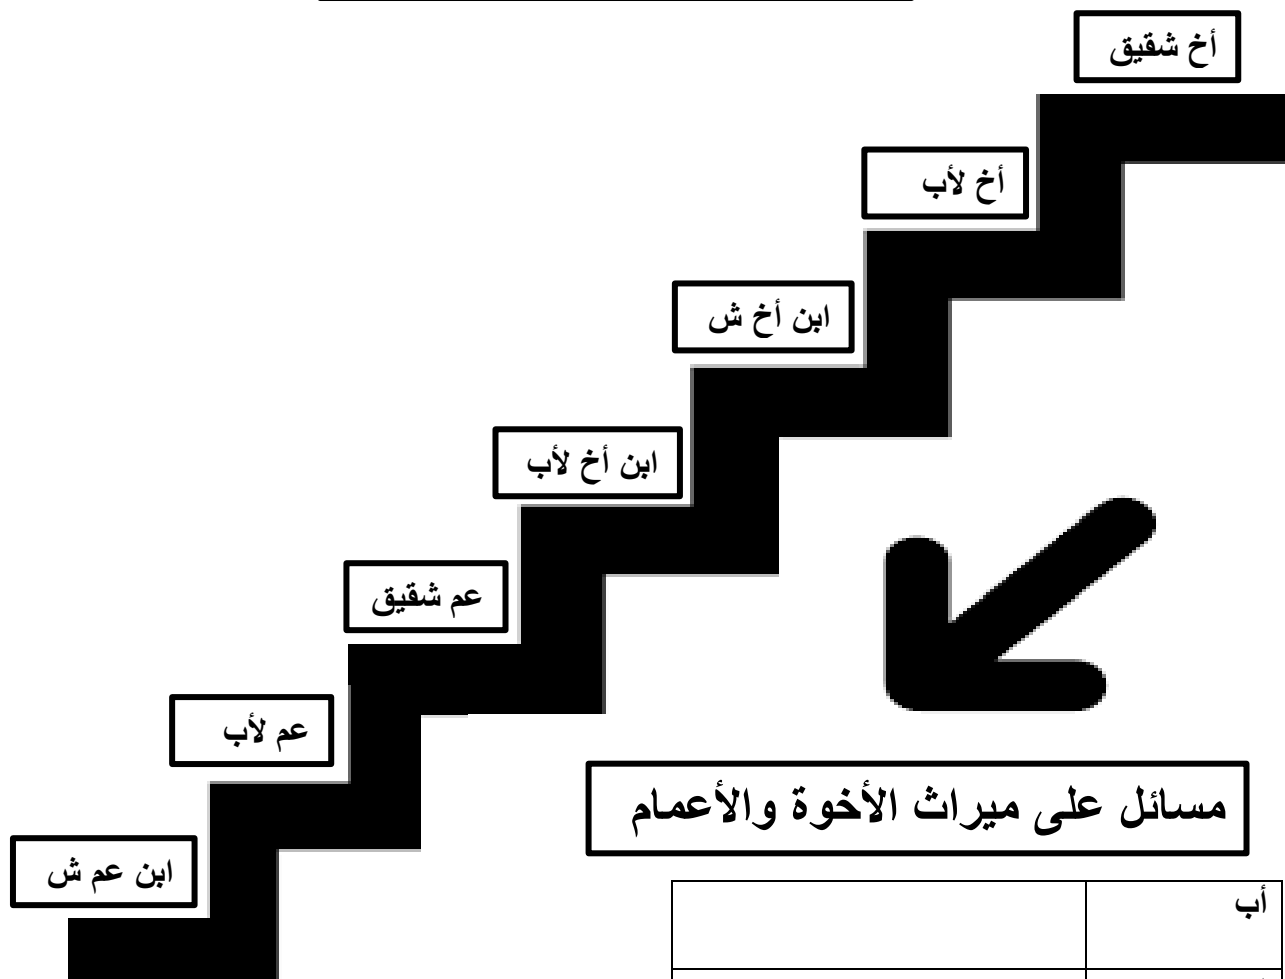 أخ شقيق
أخ لأب
ابن أخ ش
ابن أخ لأب
عم شقيق
عم لأب
ابن عم ش
مسائل على ميراث الأخوة والأعمام
أب